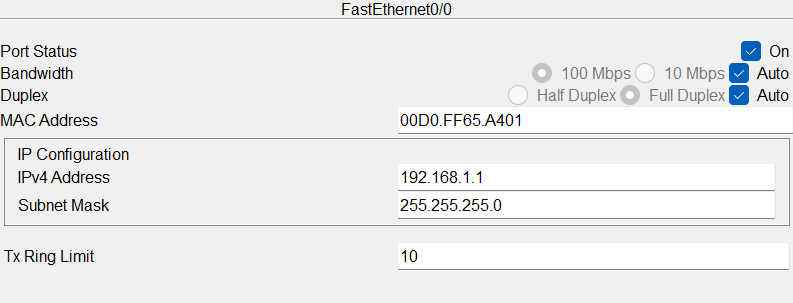 FastEthernet0/0
Port Status On
Bandwidth 100 Mbps 10 Mbps Auto
Duplex Half Duplex Full Duplex Auto
MAC Address 00D0.FF65.A401
IP Configuration
IPv4 Address 192.168.1.1
Subnet Mask 255.255.255.0
Tx Ring Limit 10